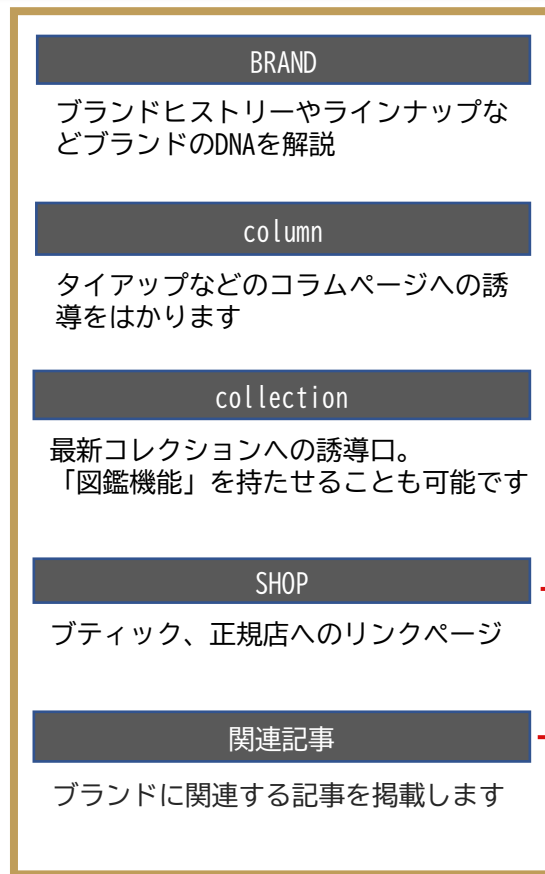 BRAND
ブランドヒストリーやラインナップな
どブランドのDNAを解説
column
タイアップなどのコラムページへの誘
導をはかります
collection
最新コレクションへの誘導口。
「図鑑機能」を持たせることも可能です
SHOP
ブティック、正規店へのリンクページ
関連記事
ブランドに関連する記事を掲載します